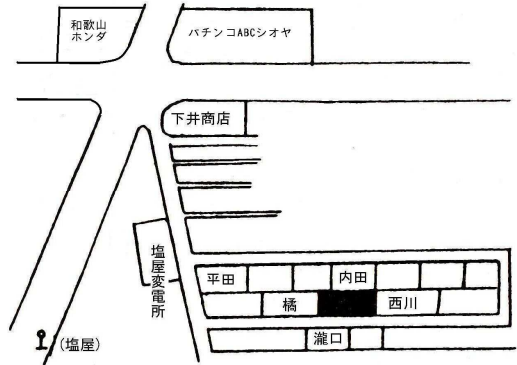 和歌山
ホンダ
パチンコABCシオヤ
下井商店
塩屋変電所
平田
内田
橘
西川
瀧口
(塩屋)